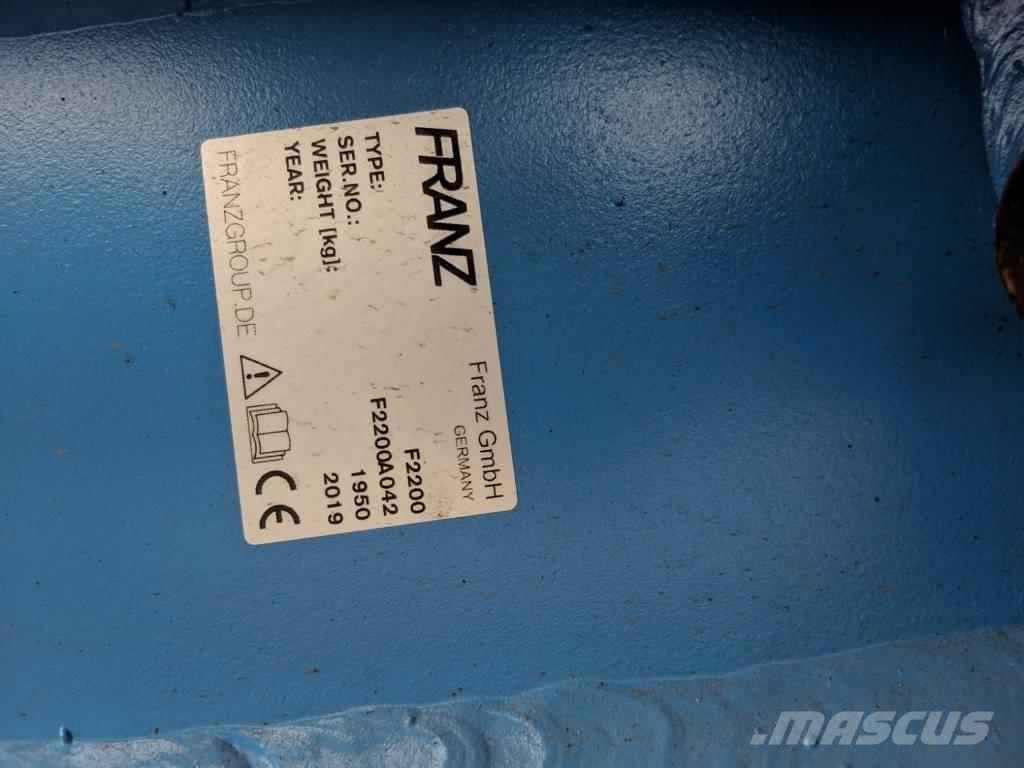 FRANZ®
Franz GmbH
GERMANY
TYPE: F2200
SER.NO.: F2200A042
WEIGHT [kg]: 1950
YEAR: 2019
FRANZGROUP.DE
CE
MASCUS